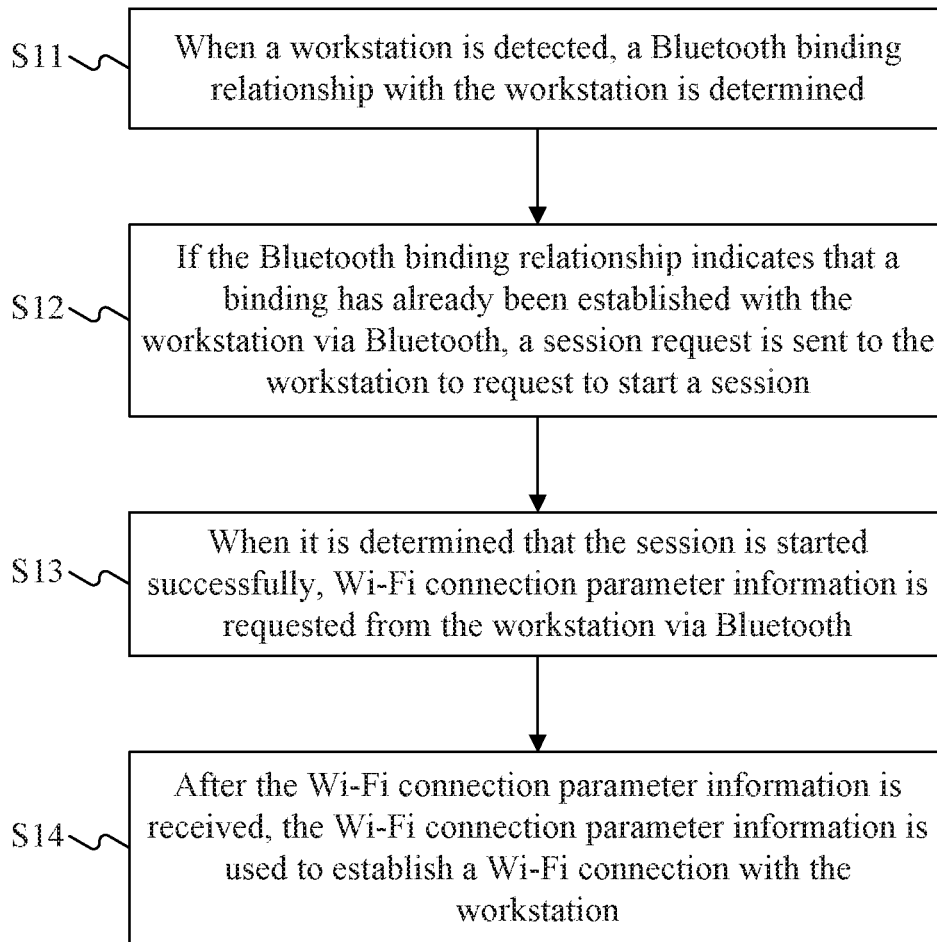 S11
When a workstation is detected, a Bluetooth binding
relationship with the workstation is determined
S12
If the Bluetooth binding relationship indicates that a
binding has already been established with the
workstation via Bluetooth, a session request is sent to the
workstation to request to start a session
S13
When it is determined that the session is started
successfully, Wi-Fi connection parameter information is
requested from the workstation via Bluetooth
S14
After the Wi-Fi connection parameter information is
received, the Wi-Fi connection parameter information is
used to establish a Wi-Fi connection with the
workstation